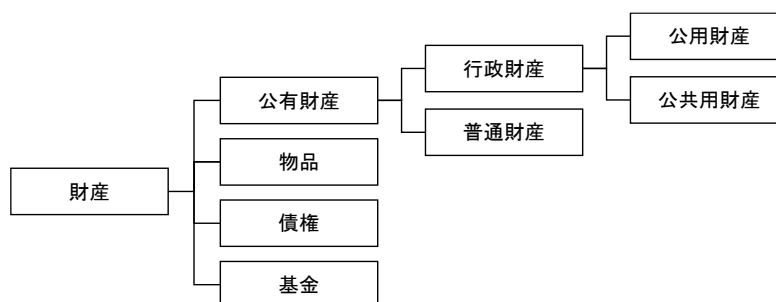 財産
公有財産
物品
債権
基金
行政財産
普通財産
公用財産
公共用財産